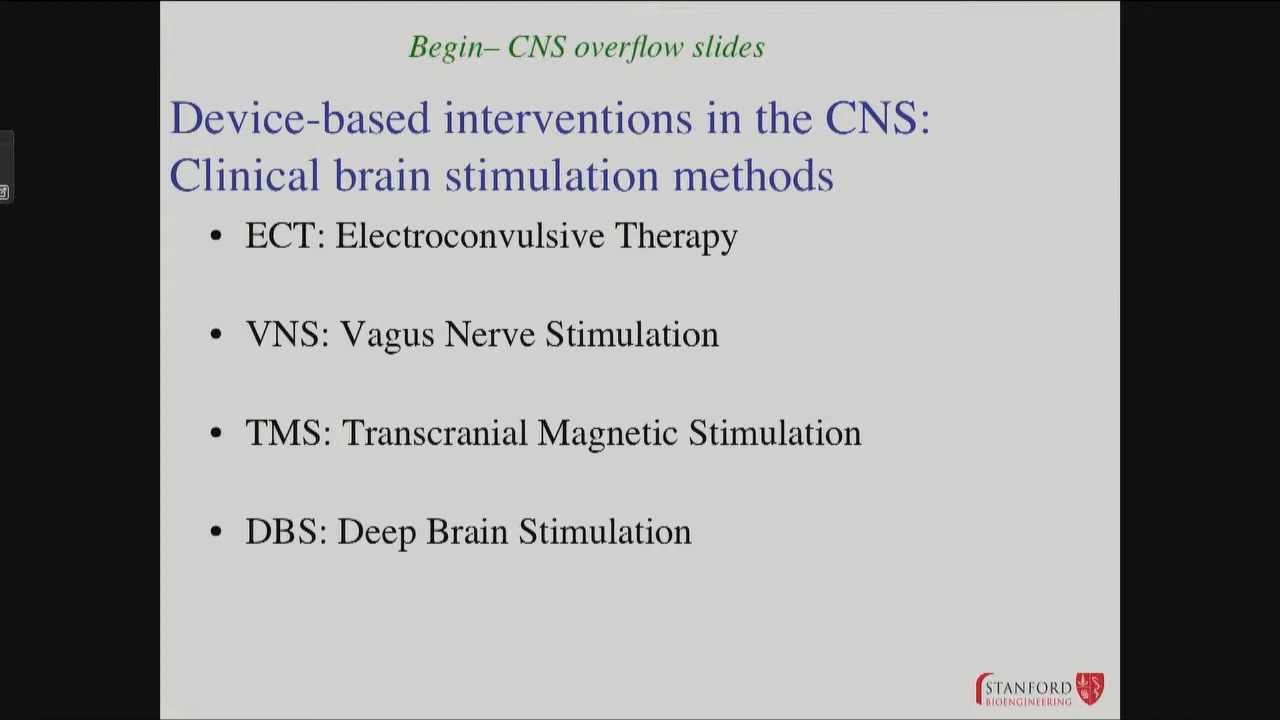 Begin– CNS overflow slides
Device-based interventions in the CNS:
Clinical brain stimulation methods
• ECT: Electroconvulsive Therapy
• VNS: Vagus Nerve Stimulation
• TMS: Transcranial Magnetic Stimulation
• DBS: Deep Brain Stimulation
STANFORD
BIOENGINEERING